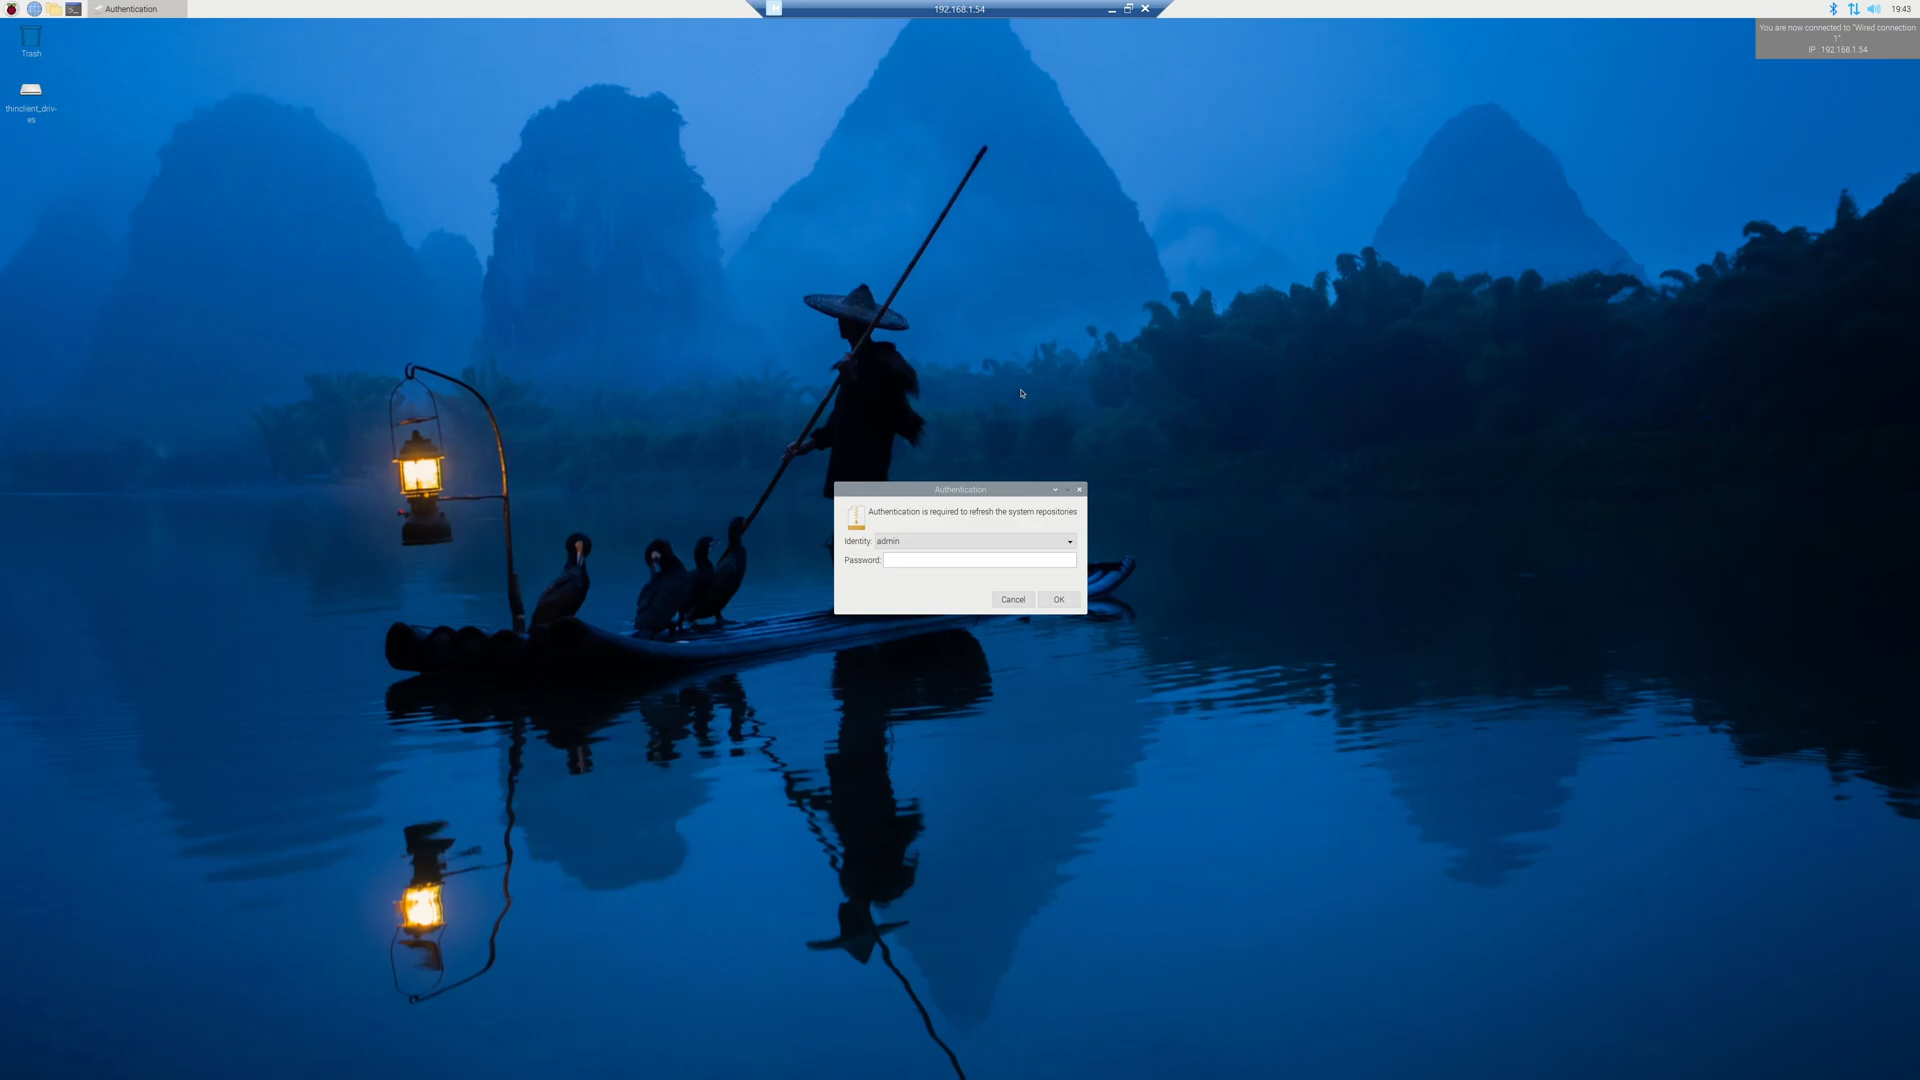 Authentication
192.168.1.54
19:43
You are now connected to "Wired connection
1".
IP : 192.168.1.54
Trash
thinclient_driv-
es
Authentication
Authentication is required to refresh the system repositories
Identity: admin
Password:
Cancel OK